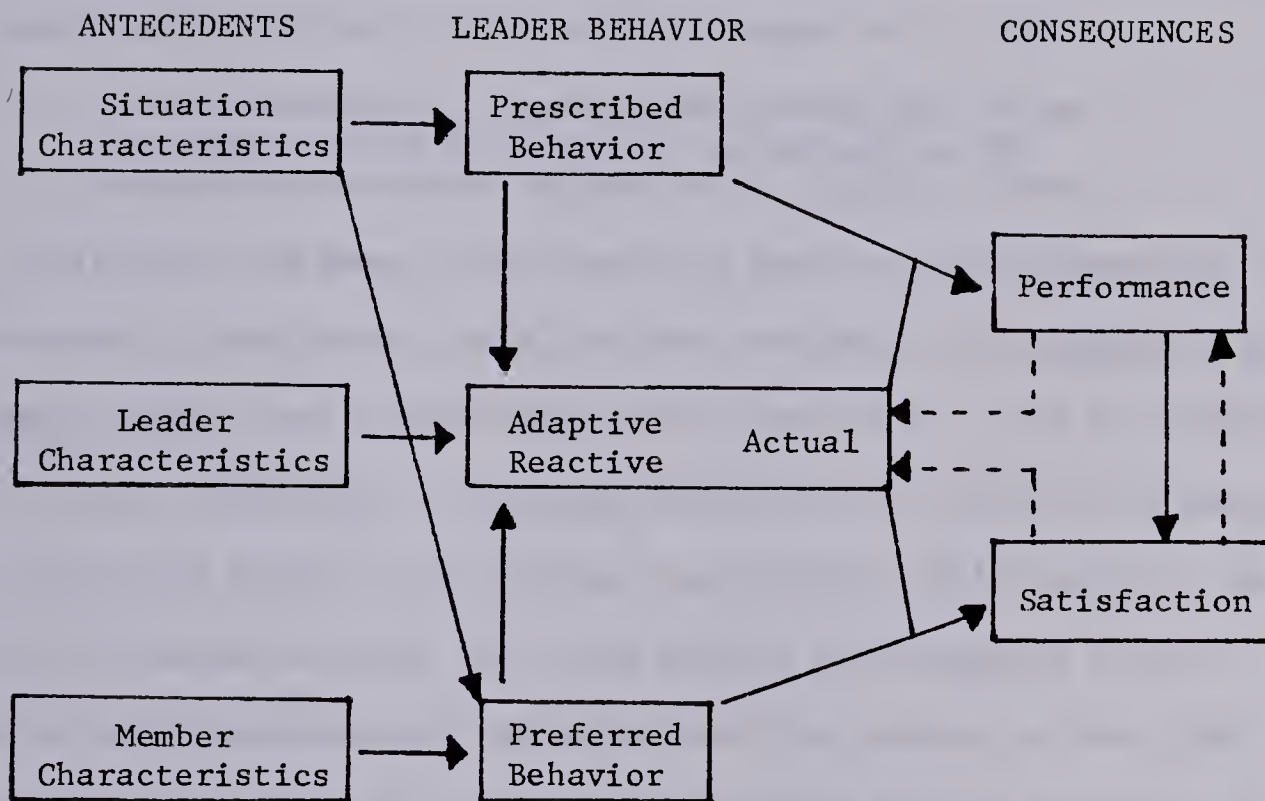 ANTECEDENTS LEADER BEHAVIOR CONSEQUENCES
Situation
Characteristics
Prescribed
Behavior
Performance
Leader
Characteristics
Adaptive
Reactive
Actual
Satisfaction
Member
Characteristics
Preferred
Behavior